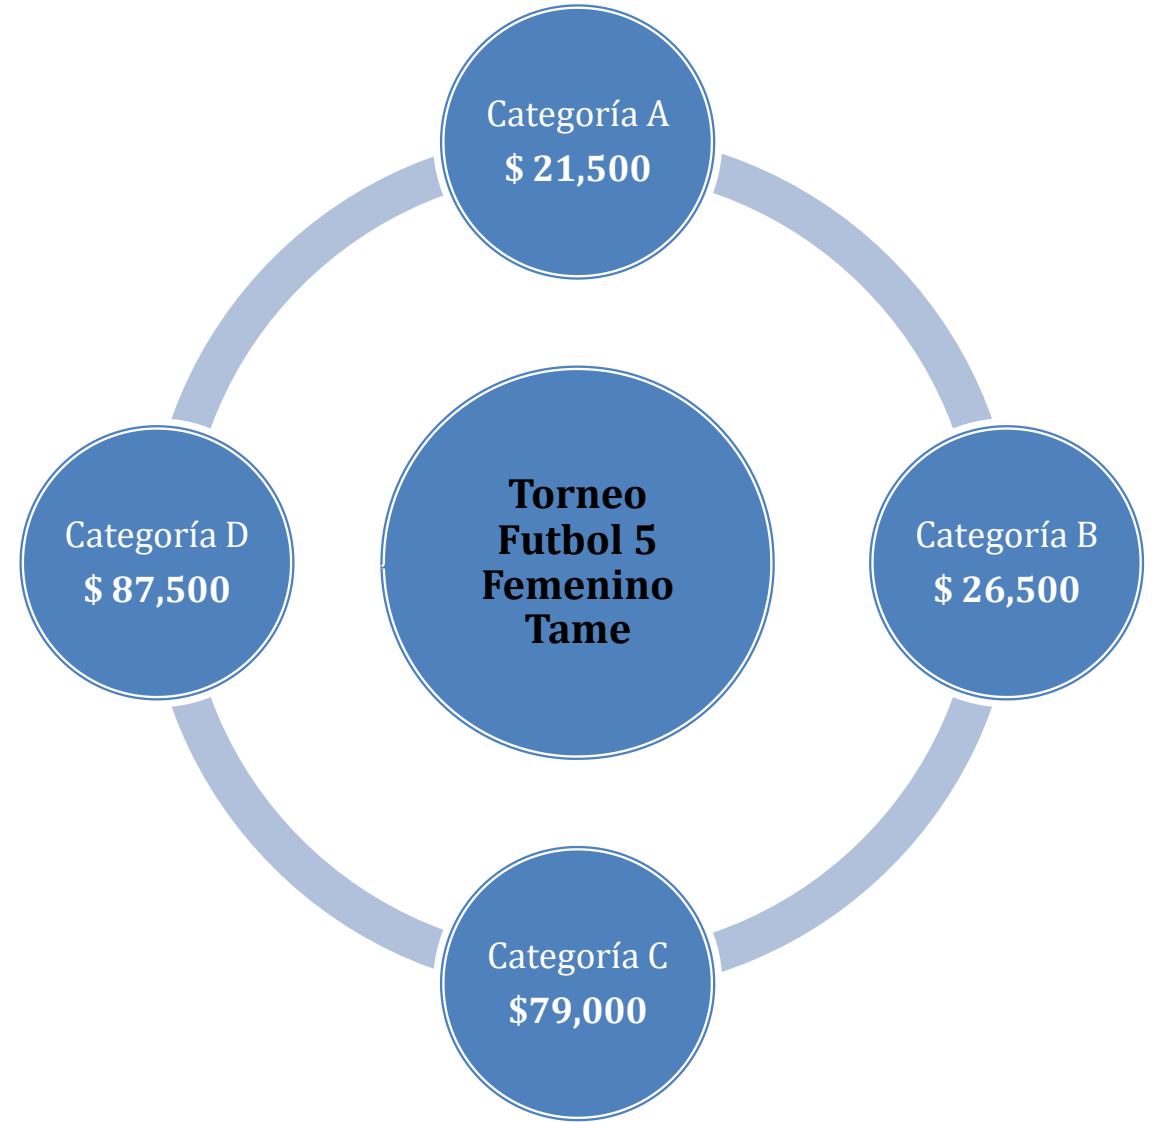 Categoría A
$ 21,500
Categoría D
$ 87,500
Torneo
Futbol 5
Femenino
Tame
Categoría B
$ 26,500
Categoría C
$79,000